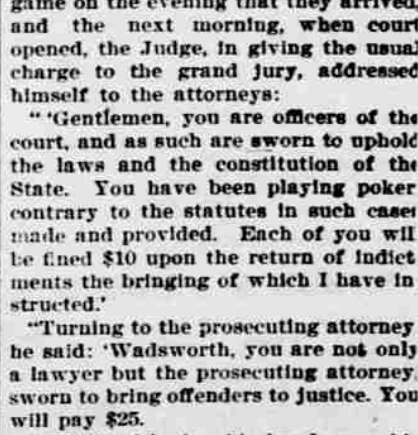 game on the evening that they arrived,
and the next morning, when court
opened, the Judge, in giving the usual
charge to the grand jury, addressed
himself to the attorneys:
"'Gentlemen, you are officers of the
court, and as such are sworn to uphold
the laws and the constitution of the
State. You have been playing poker
contrary to the statutes in such cases
made and provided. Each of you will
be fined $10 upon the return of indict
ments the bringing of which I have in
structed.'
"Turning to the prosecuting attorney
he said: 'Wadsworth, you are not only
a lawyer but the prosecuting attorney,
sworn to bring offenders to justice. You
will pay $25.